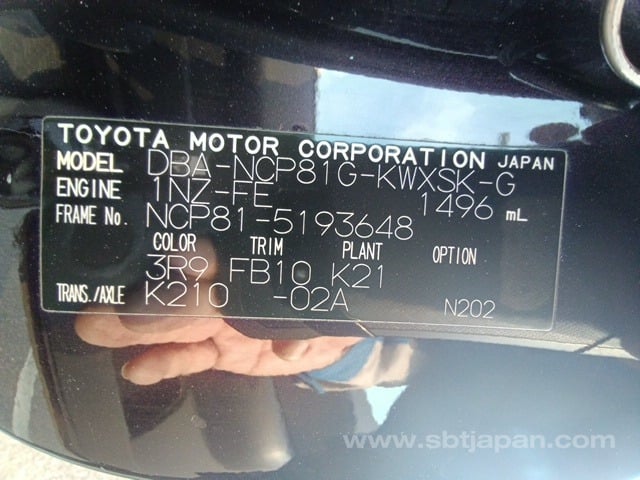 TOYOTA MOTOR CORPORATION JAPAN
MODEL DBA-NCP81G-KWXSK-G
ENGINE 1NZ-FE 1496 mL
FRAME No. NCP81-5193648
COLOR TRIM PLANT OPTION
3R9 FB10 K21
TRANS./AXLE K210 -02A N202
www.sbtjapan.com